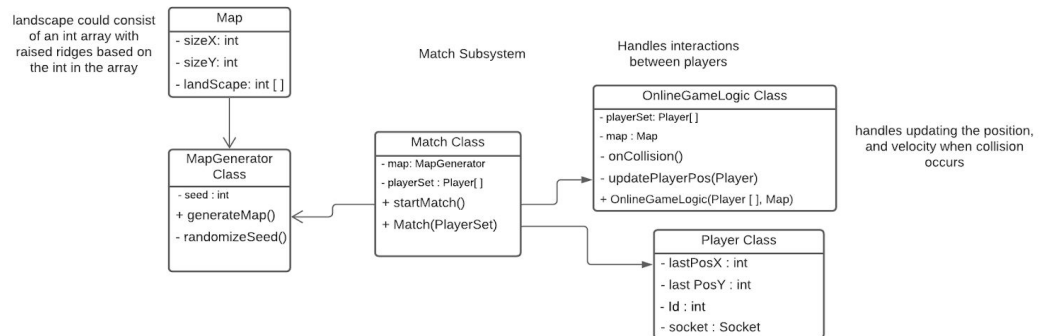 landscape could consist
of an int array with
raised ridges based on
the int in the array
Map
- sizeX: int
- sizeY: int
- landScape: int [ ]
MapGenerator
Class
- seed : int
+ generateMap()
- randomizeSeed()
Match Subsystem
Match Class
- map: MapGenerator
- playerSet : Player[ ]
+ startMatch()
+ Match(PlayerSet)
Handles interactions
between players
OnlineGameLogic Class
- playerSet: Player[ ]
- map : Map
- onCollision()
- updatePlayerPos(Player)
+ OnlineGameLogic(Player [ ], Map)
handles updating the position,
and velocity when collision
occurs
Player Class
- lastPosX : int
- last PosY : int
- Id : int
- socket : Socket